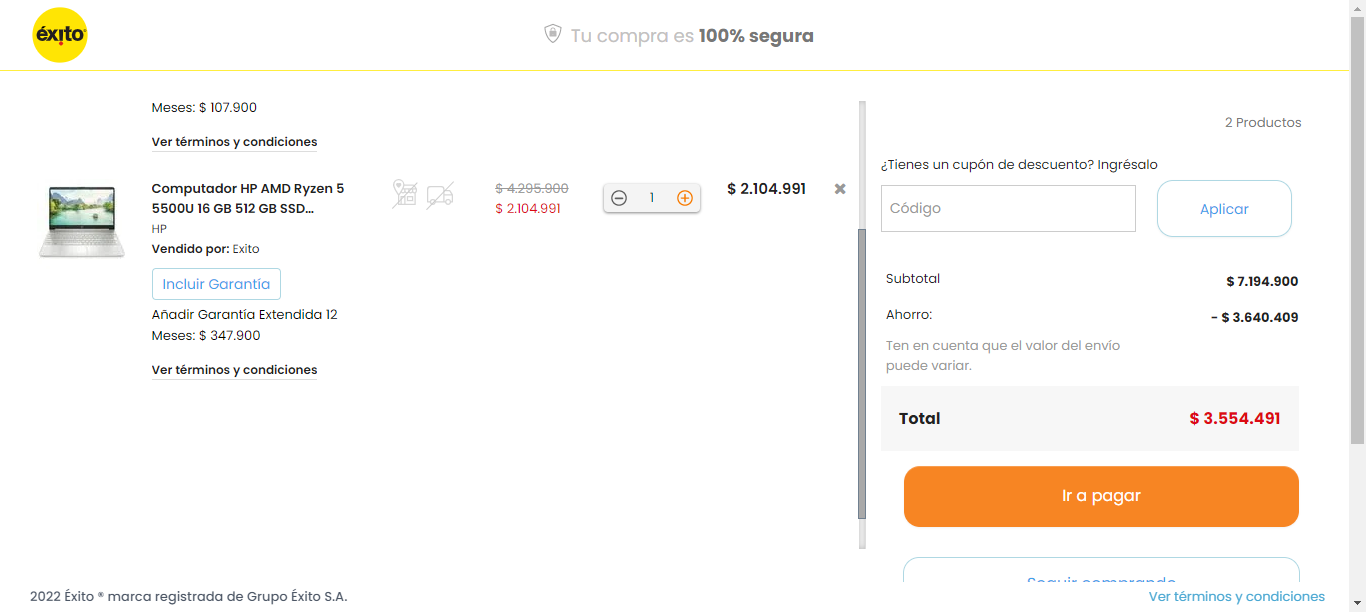 éxito
Tu compra es 100% segura
Meses: $ 107.900
Ver términos y condiciones
Computador HP AMD Ryzen 5
5500U 16 GB 512 GB SSD...
HP
Vendido por: Exito
Incluir Garantía
Añadir Garantía Extendida 12
Meses: $ 347.900
Ver términos y condiciones
$ 4.295.900
$ 2.104.991
1
$ 2.104.991
2 Productos
¿Tienes un cupón de descuento? Ingrésalo
Código
Aplicar
Subtotal $ 7.194.900
Ahorro: - $ 3.640.409
Ten en cuenta que el valor del envío
puede variar.
Total $ 3.554.491
Ir a pagar
Seguir comprando
2022 Éxito ® marca registrada de Grupo Éxito S.A.
Ver términos y condiciones